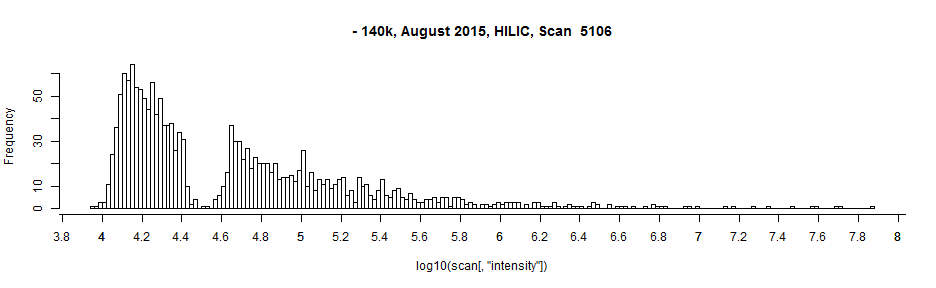 - 140k, August 2015, HILIC, Scan  5106
Frequency
50
30
10
0
3.8 4 4.2 4.4 4.6 4.8 5 5.2 5.4 5.6 5.8 6 6.2 6.4 6.6 6.8 7 7.2 7.4 7.6 7.8 8
log10(scan[, "intensity"])